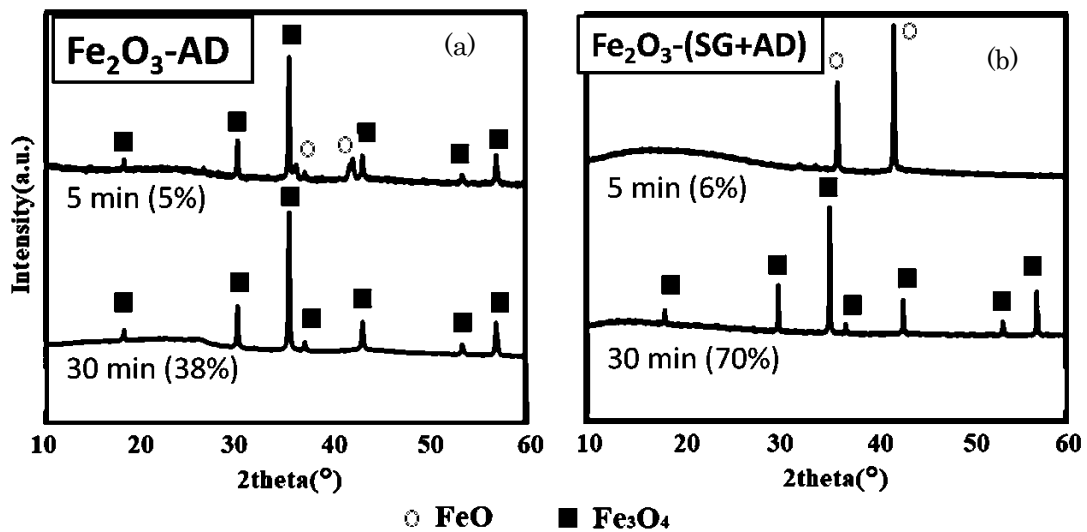 Fe₂O₃-AD
(a)
5 min (5%)
30 min (38%)
Intensity(a.u.)
10 20 30 40 50 60
2theta(°)
Fe₂O₃-(SG+AD)
(b)
5 min (6%)
30 min (70%)
10 20 30 40 50 60
2theta(°)
FeO
Fe₃O₄